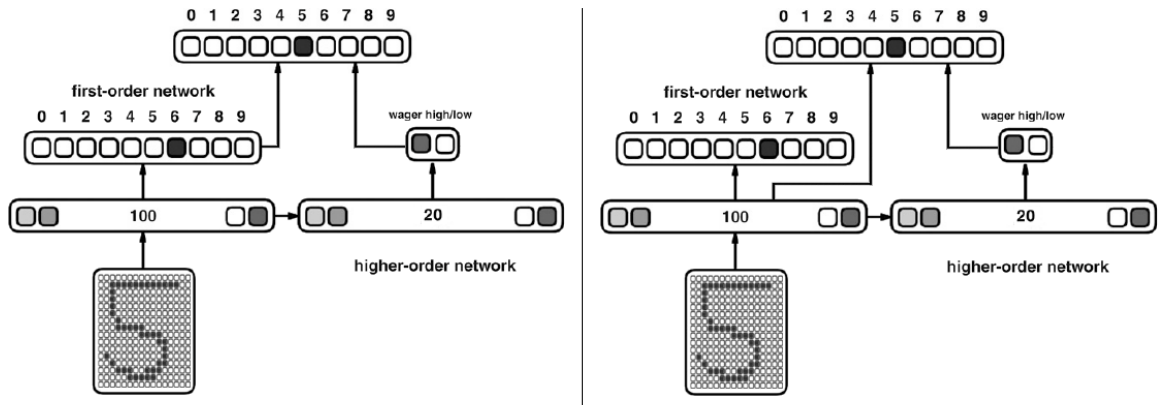 0 1 2 3 4 5 6 7 8 9
first-order network
0 1 2 3 4 5 6 7 8 9
wager high/low
100
20
higher-order network
0 1 2 3 4 5 6 7 8 9
first-order network
0 1 2 3 4 5 6 7 8 9
wager high/low
100
20
higher-order network